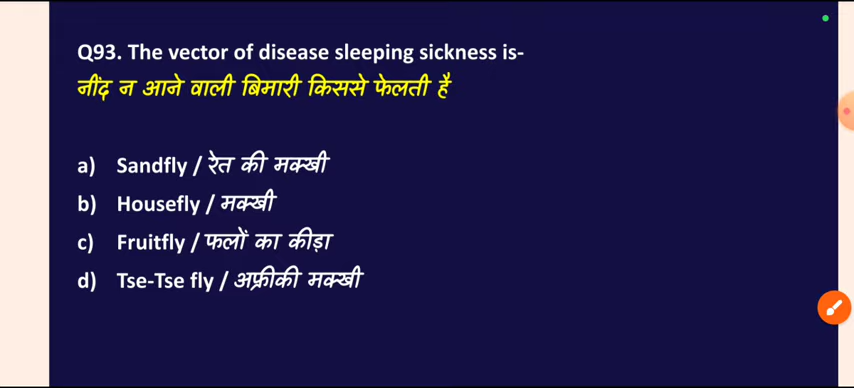 Q93. The vector of disease sleeping sickness is-
नींद न आने वाली बिमारी किससे फेलती है
a) Sandfly / रेत की मक्खी
b) Housefly / मक्खी
c) Fruitfly / फलों का कीड़ा
d) Tse-Tse fly / अफ्रीकी मक्खी